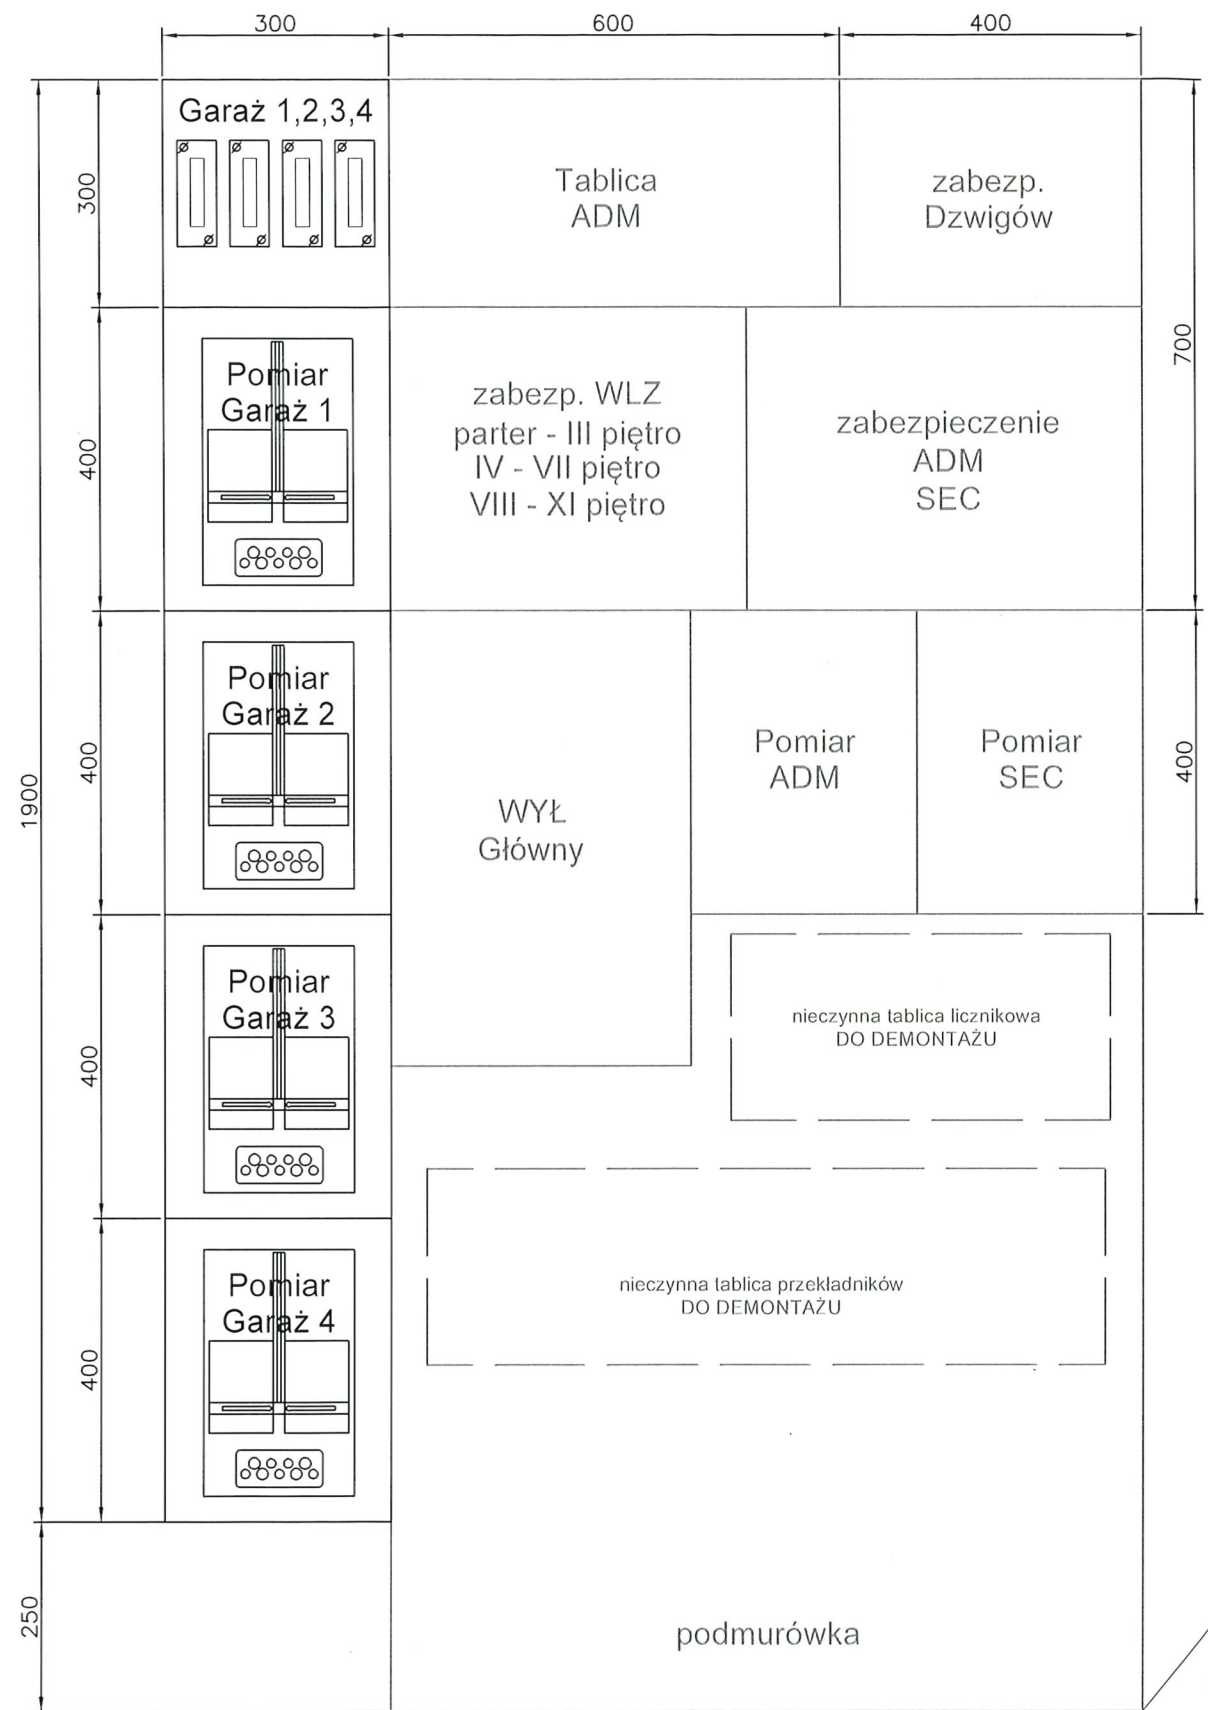 300
600
400
Garaż 1,2,3,4
300
Tablica
ADM
zabezp.
Dzwigów
700
Pomiar
Garaż 1
400
zabezp. WLZ
parter - III piętro
IV - VII piętro
VIII - XI piętro
zabezpieczenie
ADM
SEC
Pomiar
Garaż 2
400
1900
WYŁ
Główny
Pomiar
ADM
Pomiar
SEC
400
Pomiar
Garaż 3
400
nieczynna tablica licznikowa
DO DEMONTAŻU
Pomiar
Garaż 4
400
nieczynna tablica przekładników
DO DEMONTAŻU
250
podmurówka